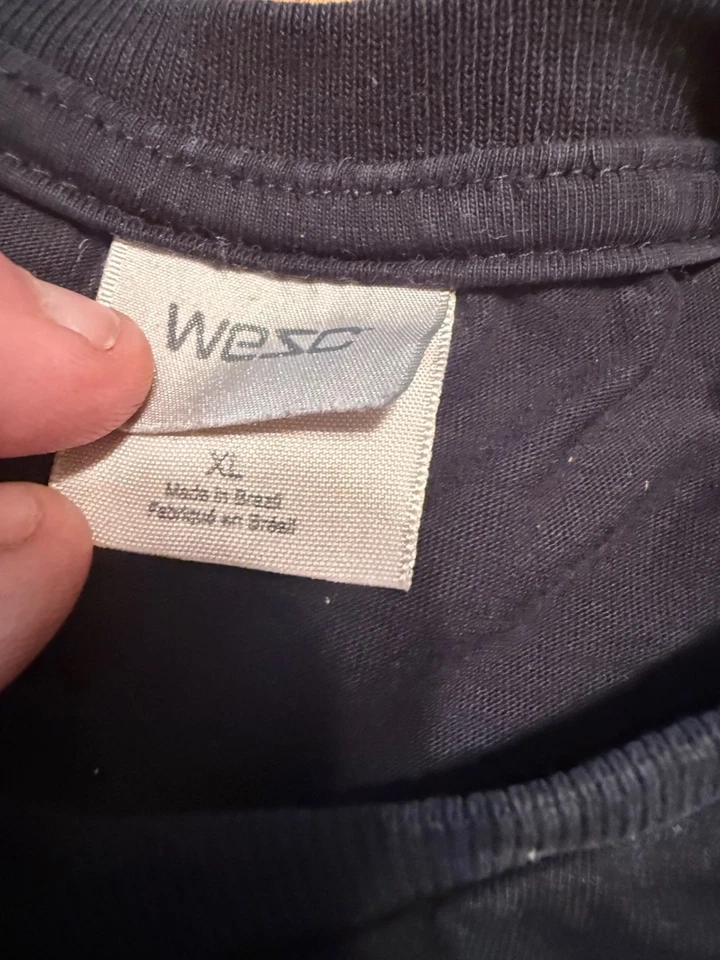 Wesc
XL
Made in Brazil
Fabriqué en Brésil